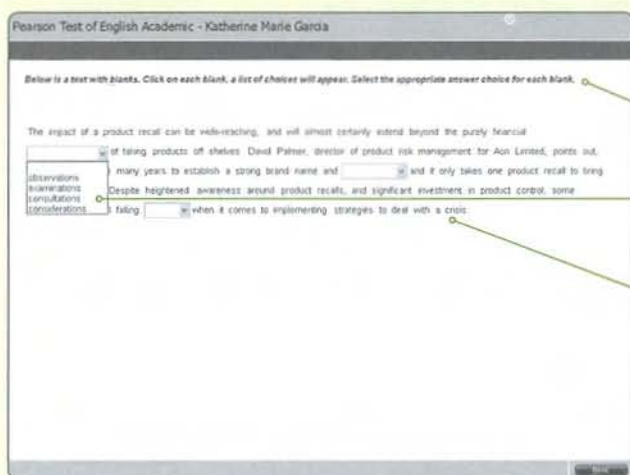 Pearson Test of English Academic - Katherine Marie Garcia
Below is a text with blanks. Click on each blank, a list of choices will appear. Select the appropriate answer choice for each blank.
The impact of a product recall can be wide-reaching, and will almost certainly extend beyond the purely financial
of taking products off shelves. David Palmer, director of product risk management for Aon Limited, points out,
many years to establish a strong brand name and and it only takes one product recall to bring
observations
examinations Despite heightened awareness around product recalls, and significant investment in product control, some
consultations
considerations s failing when it comes to implementing strategies to deal with a crisis.